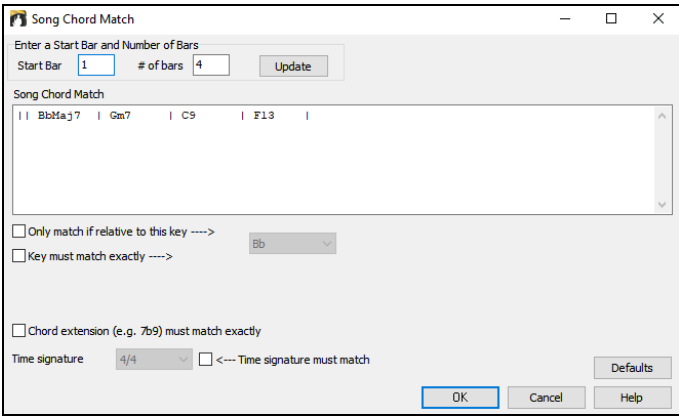 Song Chord Match
Enter a Start Bar and Number of Bars
Start Bar 1 # of bars 4 Update
Song Chord Match
|| BbMaj7 | Gm7 | C9 | F13 |
Only match if relative to this key ---->
Bb
Key must match exactly ---->
Chord extension (e.g. 7b9) must match exactly
Time signature 4/4 <--- Time signature must match
Defaults
OK Cancel Help